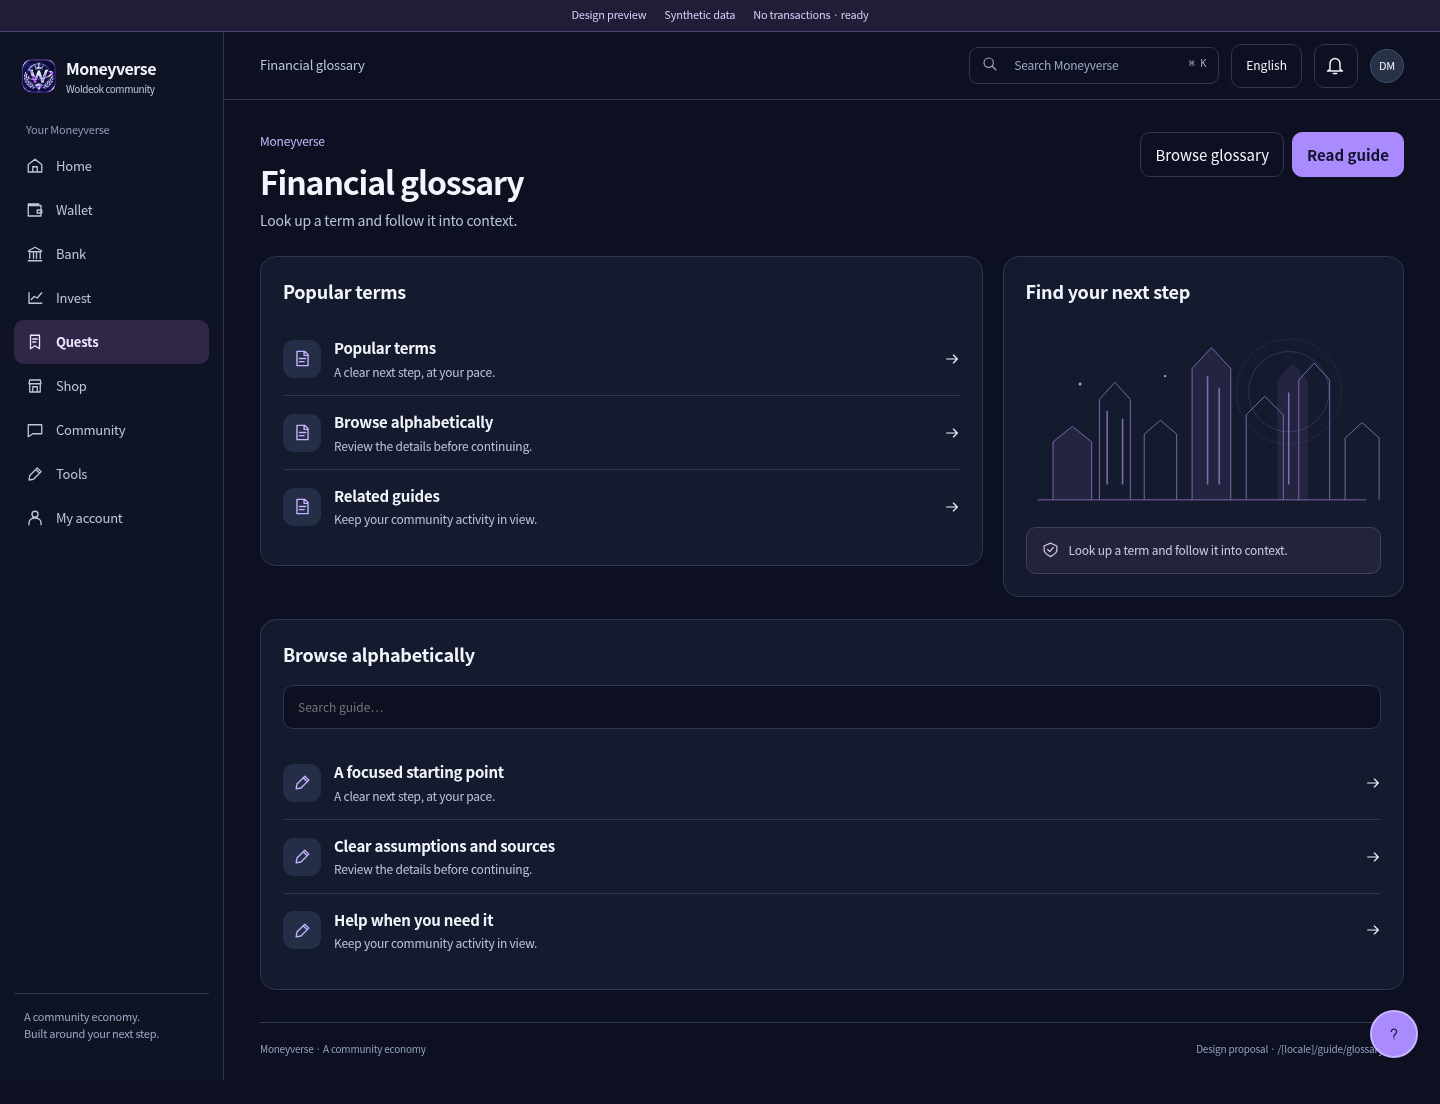 Design preview Synthetic data No transactions · ready
Moneyverse
Woldeok community
Your Moneyverse
Home
Wallet
Bank
Invest
Quests
Shop
Community
Tools
My account
A community economy.
Built around your next step.
Financial glossary
Search Moneyverse ⌘ K
English
DM
Moneyverse
Financial glossary
Look up a term and follow it into context.
Browse glossary
Read guide
Popular terms
Popular terms
A clear next step, at your pace.
Browse alphabetically
Review the details before continuing.
Related guides
Keep your community activity in view.
Find your next step
Look up a term and follow it into context.
Browse alphabetically
Search guide…
A focused starting point
A clear next step, at your pace.
Clear assumptions and sources
Review the details before continuing.
Help when you need it
Keep your community activity in view.
Moneyverse · A community economy
Design proposal · /[locale]/guide/glossary
?